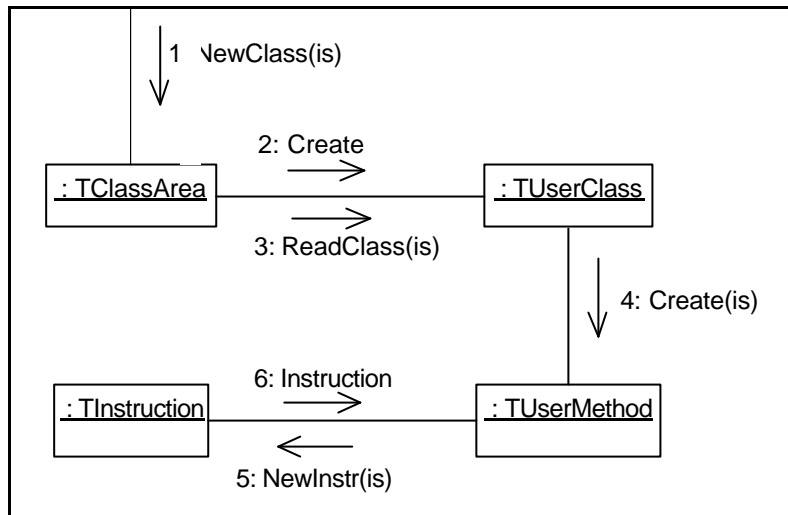 1 NewClass(is)
2: Create
: TClassArea
: TUserClass
3: ReadClass(is)
4: Create(is)
6: Instruction
: TInstruction
: TUserMethod
5: NewInstr(is)